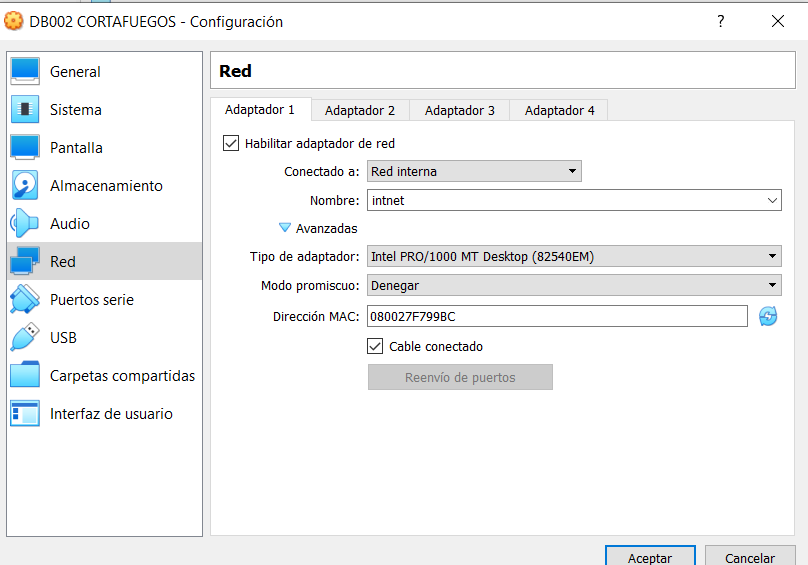 DB002 CORTAFUEGOS - Configuración
?
General
Sistema
Pantalla
Almacenamiento
Audio
Red
Puertos serie
USB
Carpetas compartidas
Interfaz de usuario
Red
Adaptador 1 Adaptador 2 Adaptador 3 Adaptador 4
Habilitar adaptador de red
Conectado a: Red interna
Nombre: intnet
Avanzadas
Tipo de adaptador: Intel PRO/1000 MT Desktop (82540EM)
Modo promiscuo: Denegar
Dirección MAC: 080027F799BC
Cable conectado
Reenvío de puertos
Aceptar Cancelar